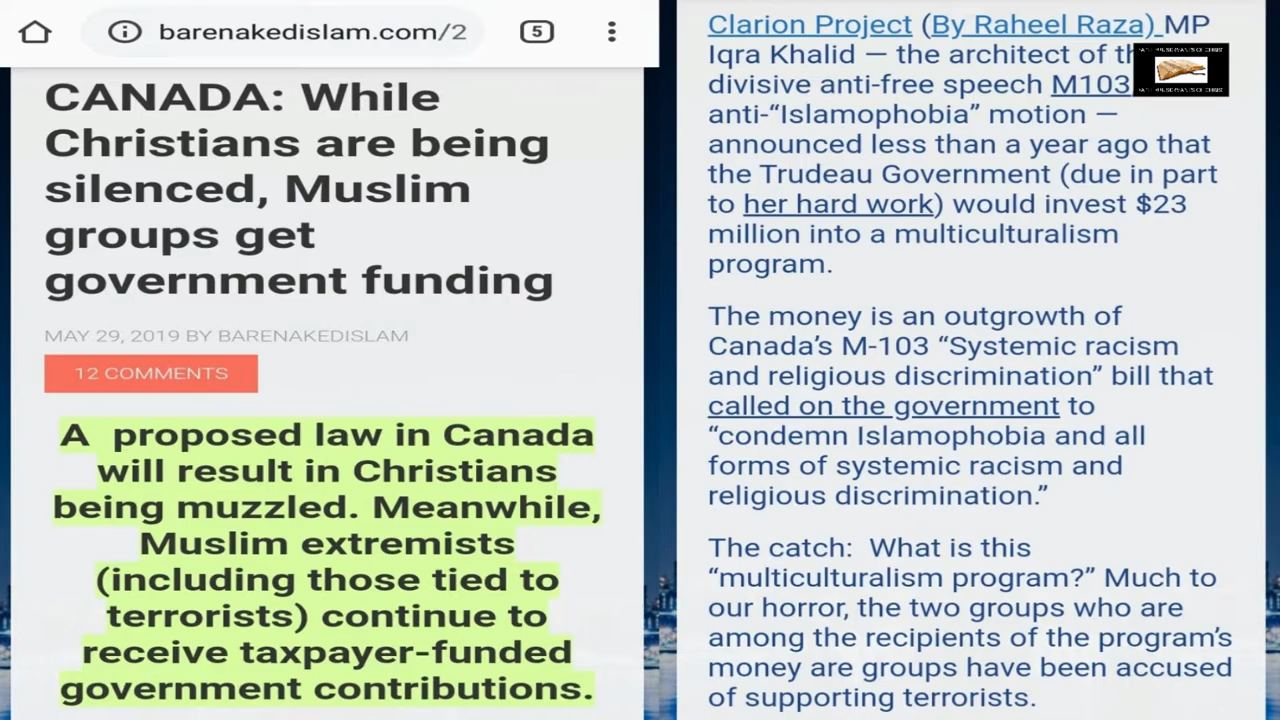 barenakedislam.com/2
5
CANADA: While
Christians are being
silenced, Muslim
groups get
government funding
MAY 29, 2019 BY BARENAKEDISLAM
12 COMMENTS
A proposed law in Canada
will result in Christians
being muzzled. Meanwhile,
Muslim extremists
(including those tied to
terrorists) continue to
receive taxpayer-funded
government contributions.
Clarion Project (By Raheel Raza) MP
Iqra Khalid — the architect of
divisive anti-free speech M103
anti-“Islamophobia” motion —
announced less than a year ago that
the Trudeau Government (due in part
to her hard work) would invest $23
million into a multiculturalism
program.
The money is an outgrowth of
Canada’s M-103 “Systemic racism
and religious discrimination” bill that
called on the government to
“condemn Islamophobia and all
forms of systemic racism and
religious discrimination.”
The catch: What is this
“multiculturalism program?” Much to
our horror, the two groups who are
among the recipients of the program’s
money are groups have been accused
of supporting terrorists.